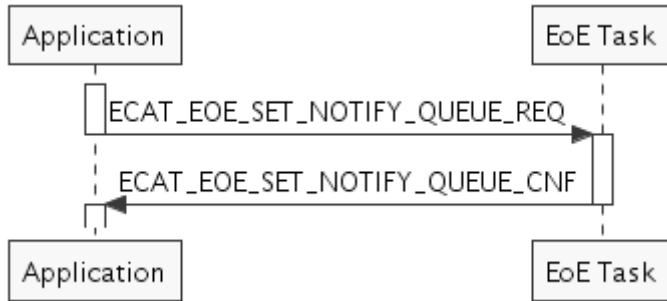 Application EoE Task
ECAT_EOE_SET_NOTIFY_QUEUE_REQ
ECAT_EOE_SET_NOTIFY_QUEUE_CNF
Application EoE Task